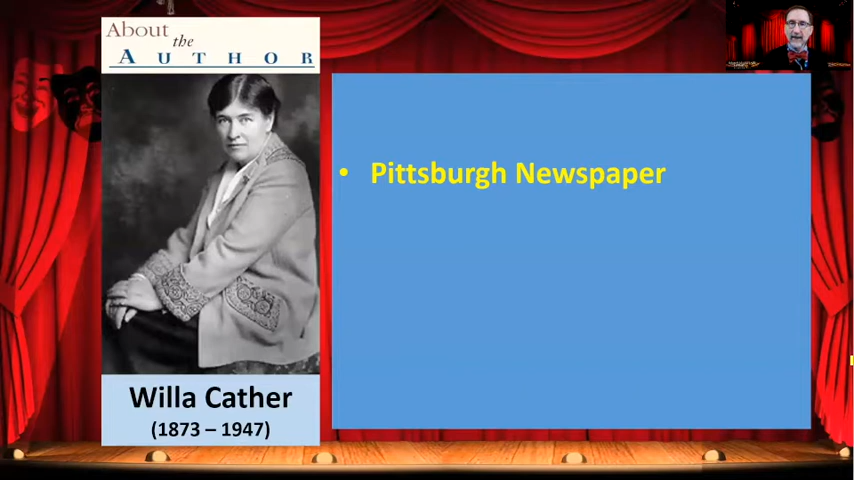 About
the
AUTHOR
• Pittsburgh Newspaper
Willa Cather
(1873 – 1947)